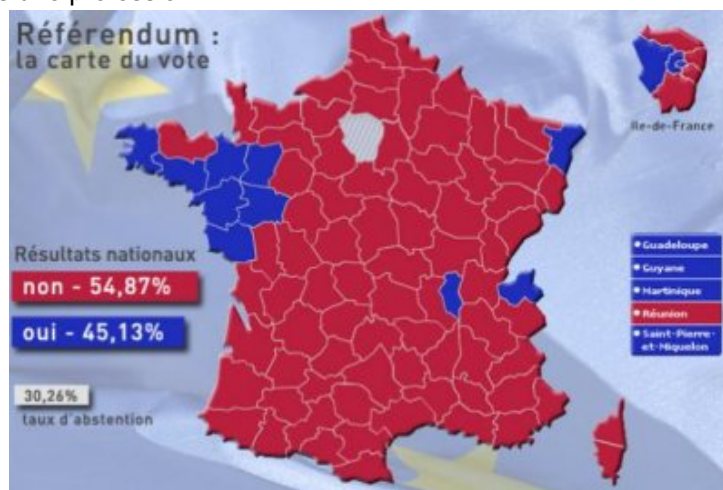 Référendum :
la carte du vote
Ile-de-France
Résultats nationaux
non - 54,87%
oui - 45,13%
30,26%
taux d'abstention
Guadeloupe
Guyane
Martinique
Réunion
Saint-Pierre-
et-Miquelon